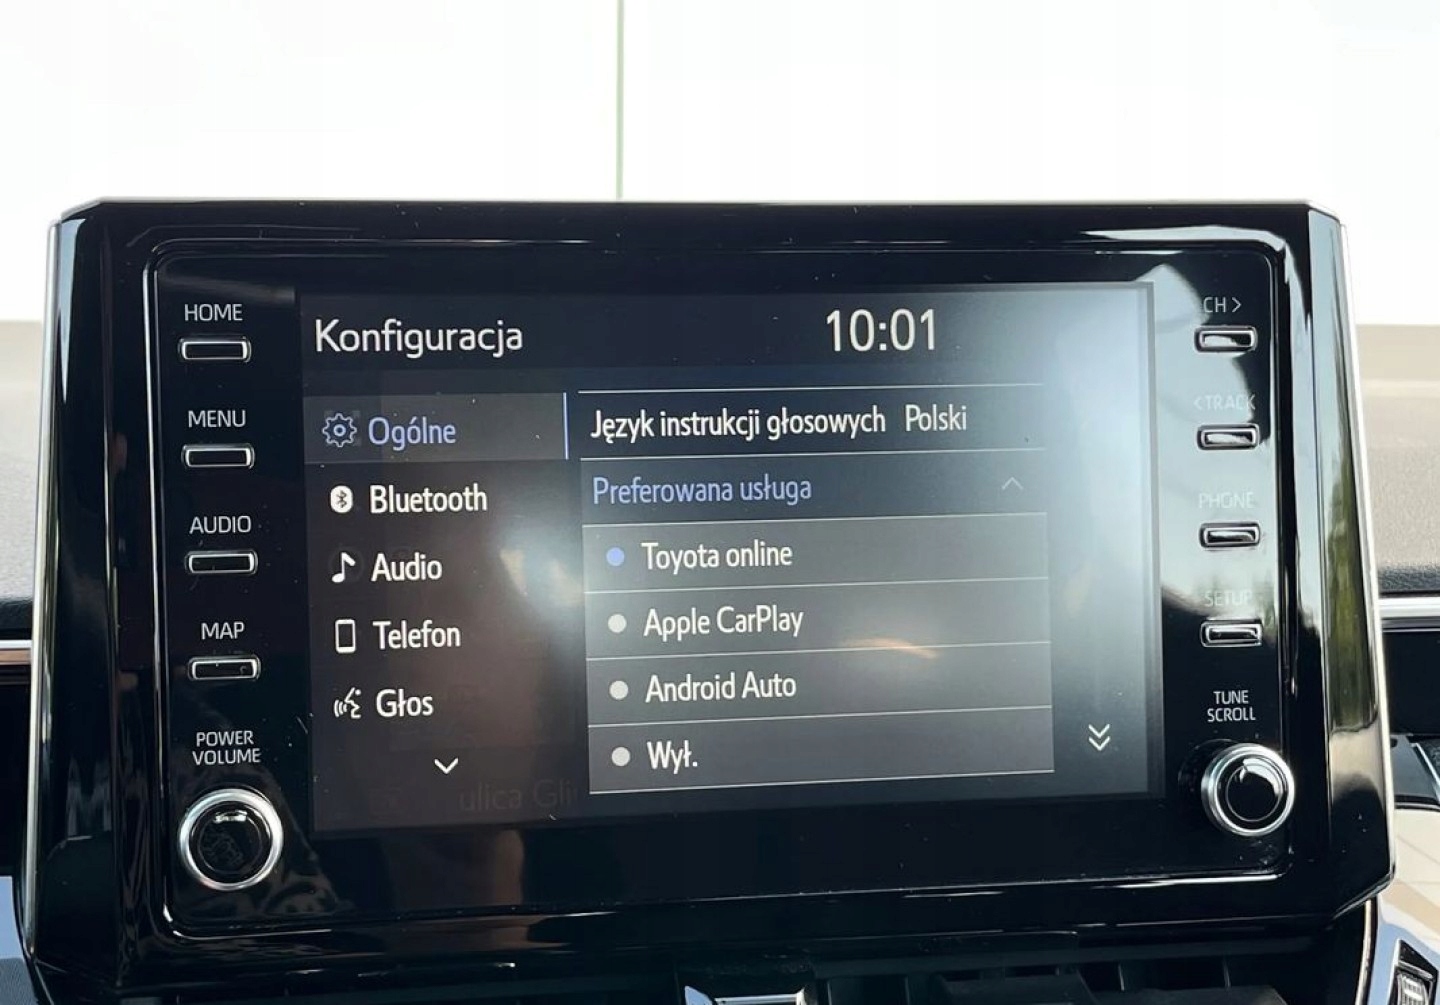 HOME
MENU
AUDIO
MAP
POWER
VOLUME
Konfiguracja
10:01
Ogólne
Bluetooth
Audio
Telefon
Głos
Język instrukcji głosowych Polski
Preferowana usługa
Toyota online
Apple CarPlay
Android Auto
Wył.
ulica
CH >
< TRACK
PHONE
SETUP
TUNE
SCROLL